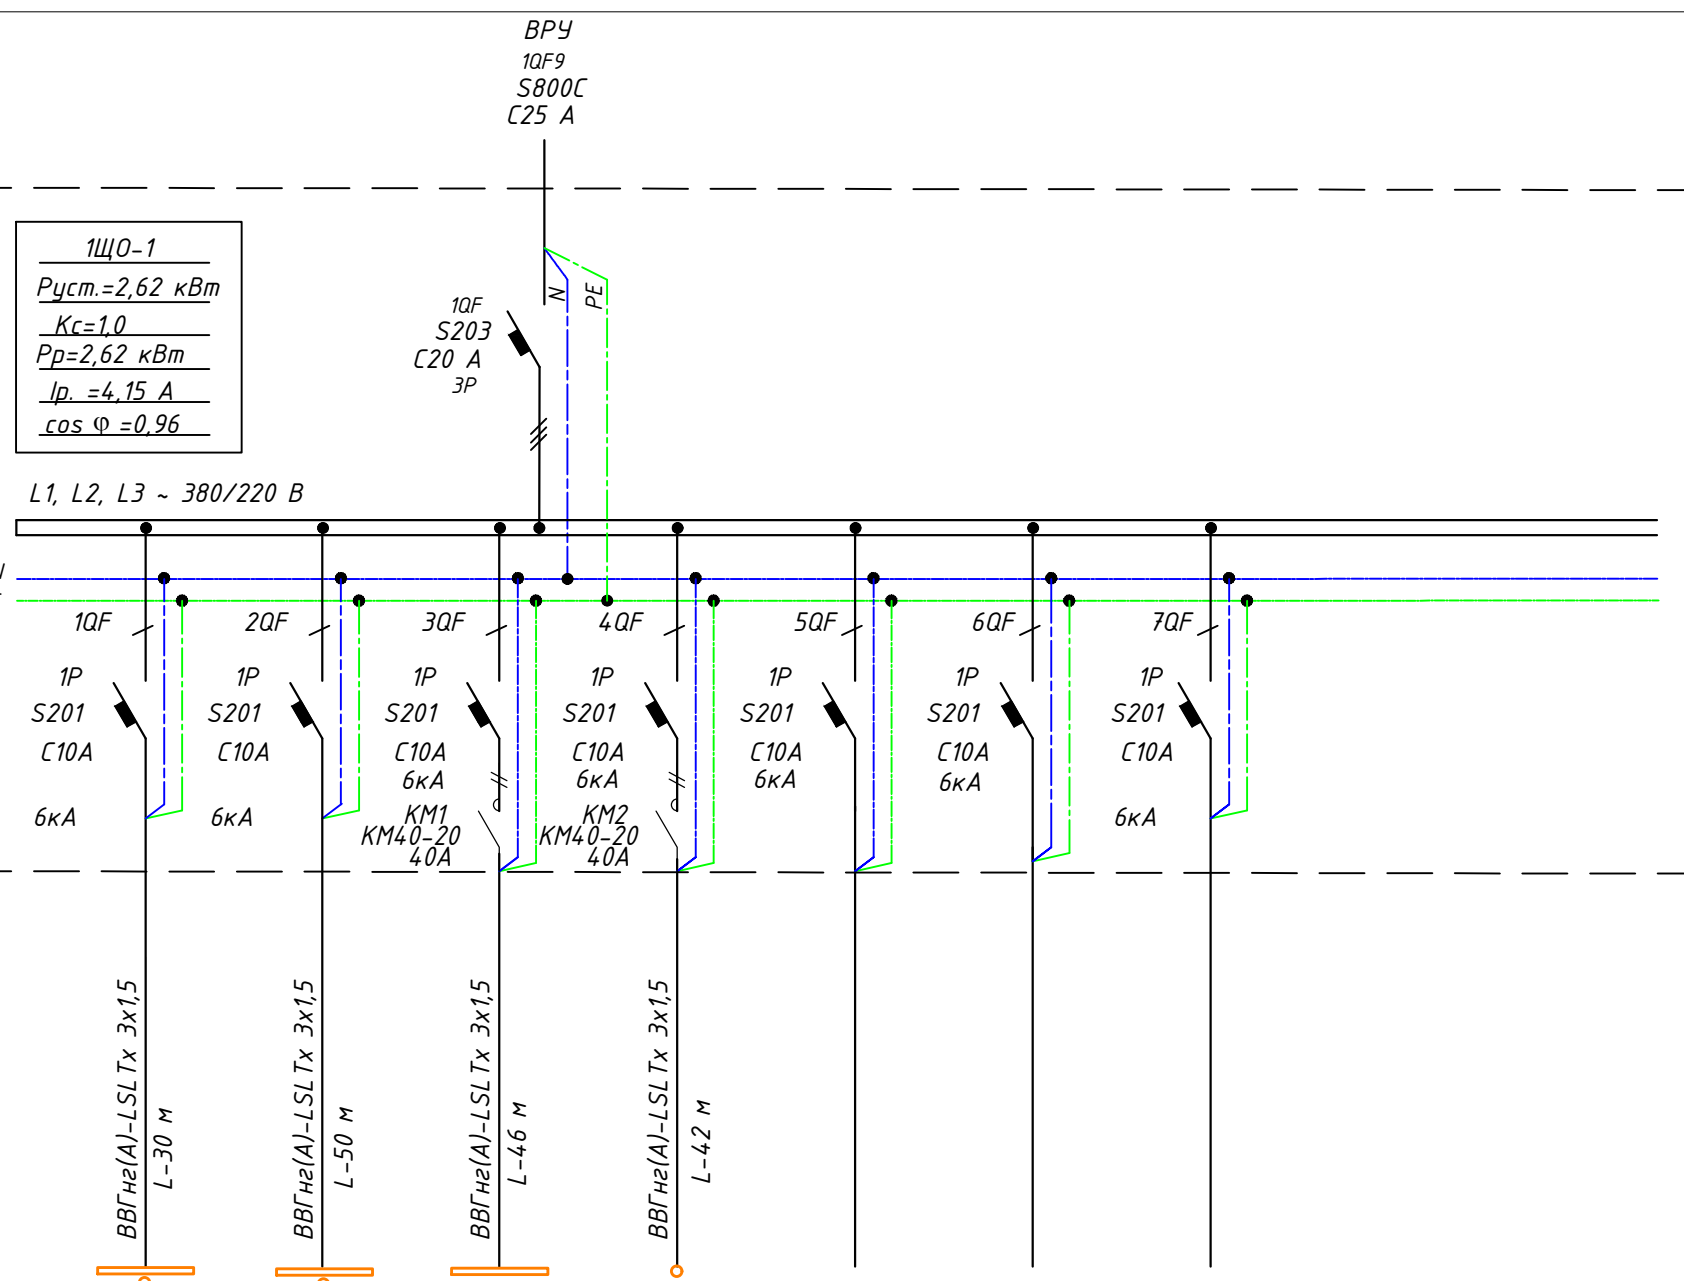 ВРУ
1QF9
S800C
C25 A
1ЩО-1
Руст.=2,62 кВт
Кс=1,0
Рр=2,62 кВт
Iр. =4,15 А
cos φ =0,96
N
PE
1QF
S203
C20 A
3P
L1, L2, L3 ~ 380/220 В
1QF
2QF
3QF
4QF
5QF
6QF
7QF
1P
S201
C10A
6кА
1P
S201
C10A
6кА
1P
S201
C10A
6кА
KM1
KM40-20
40A
1P
S201
C10A
6кА
KM2
KM40-20
40A
1P
S201
C10A
6кА
1P
S201
C10A
6кА
1P
S201
C10A
6кА
ВВГнг(А)-LSLTx 3x1,5
L-30 м
ВВГнг(А)-LSLTx 3x1,5
L-50 м
ВВГнг(А)-LSLTx 3x1,5
L-46 м
ВВГнг(А)-LSLTx 3x1,5
L-42 м